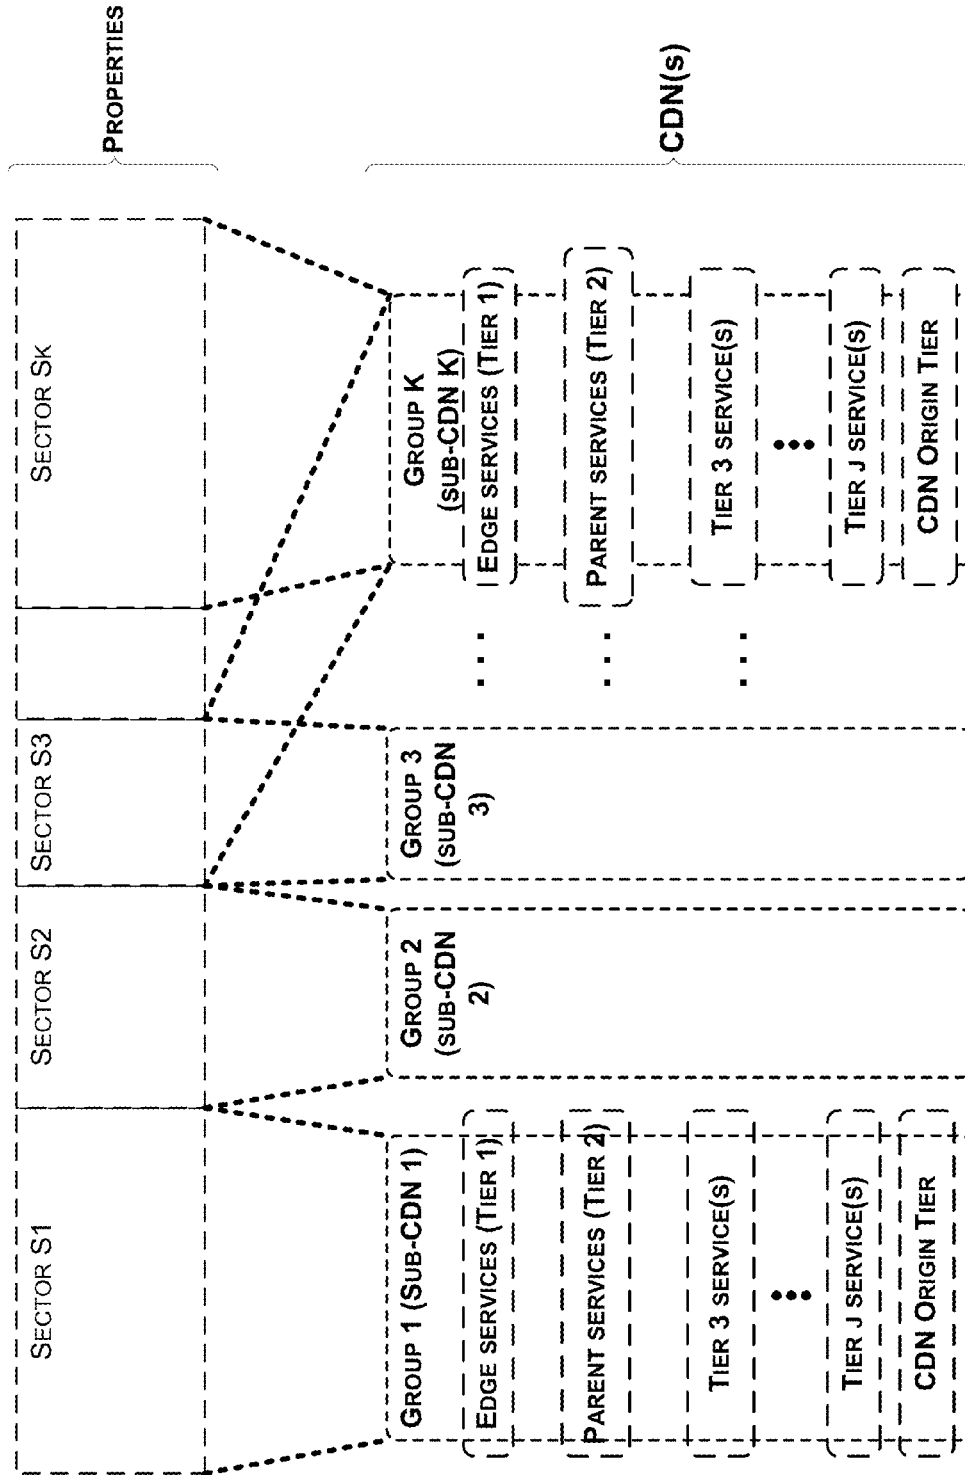 PROPERTIES
SECTOR S1
SECTOR S2
SECTOR S3
SECTOR SK
CDN(s)
GROUP 1 (SUB-CDN 1)
EDGE SERVICES (TIER 1)
PARENT SERVICES (TIER 2)
TIER 3 SERVICE(S)
TIER J SERVICE(S)
CDN ORIGIN TIER
GROUP 2
(SUB-CDN
2)
GROUP 3
(SUB-CDN
3)
GROUP K
(SUB-CDN K)
EDGE SERVICES (TIER 1)
PARENT SERVICES (TIER 2)
TIER 3 SERVICE(S)
TIER J SERVICE(S)
CDN ORIGIN TIER